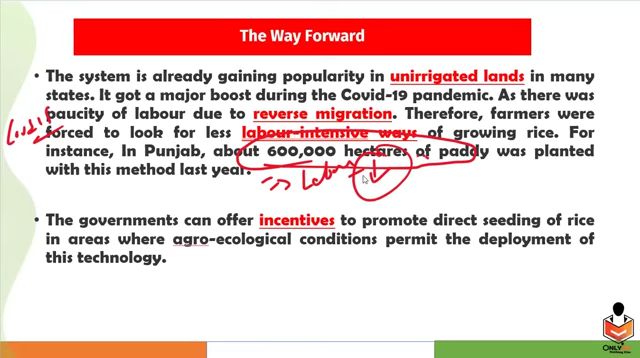 The Way Forward
• The system is already gaining popularity in unirrigated lands in many
states. It got a major boost during the Covid-19 pandemic. As there was
paucity of labour due to reverse migration. Therefore, farmers were
forced to look for less labour-intensive ways of growing rice. For
instance, In Punjab, about 600,000 hectares of paddy was planted
with this method last year.
Labour
• The governments can offer incentives to promote direct seeding of rice
in areas where agro-ecological conditions permit the deployment of
this technology.